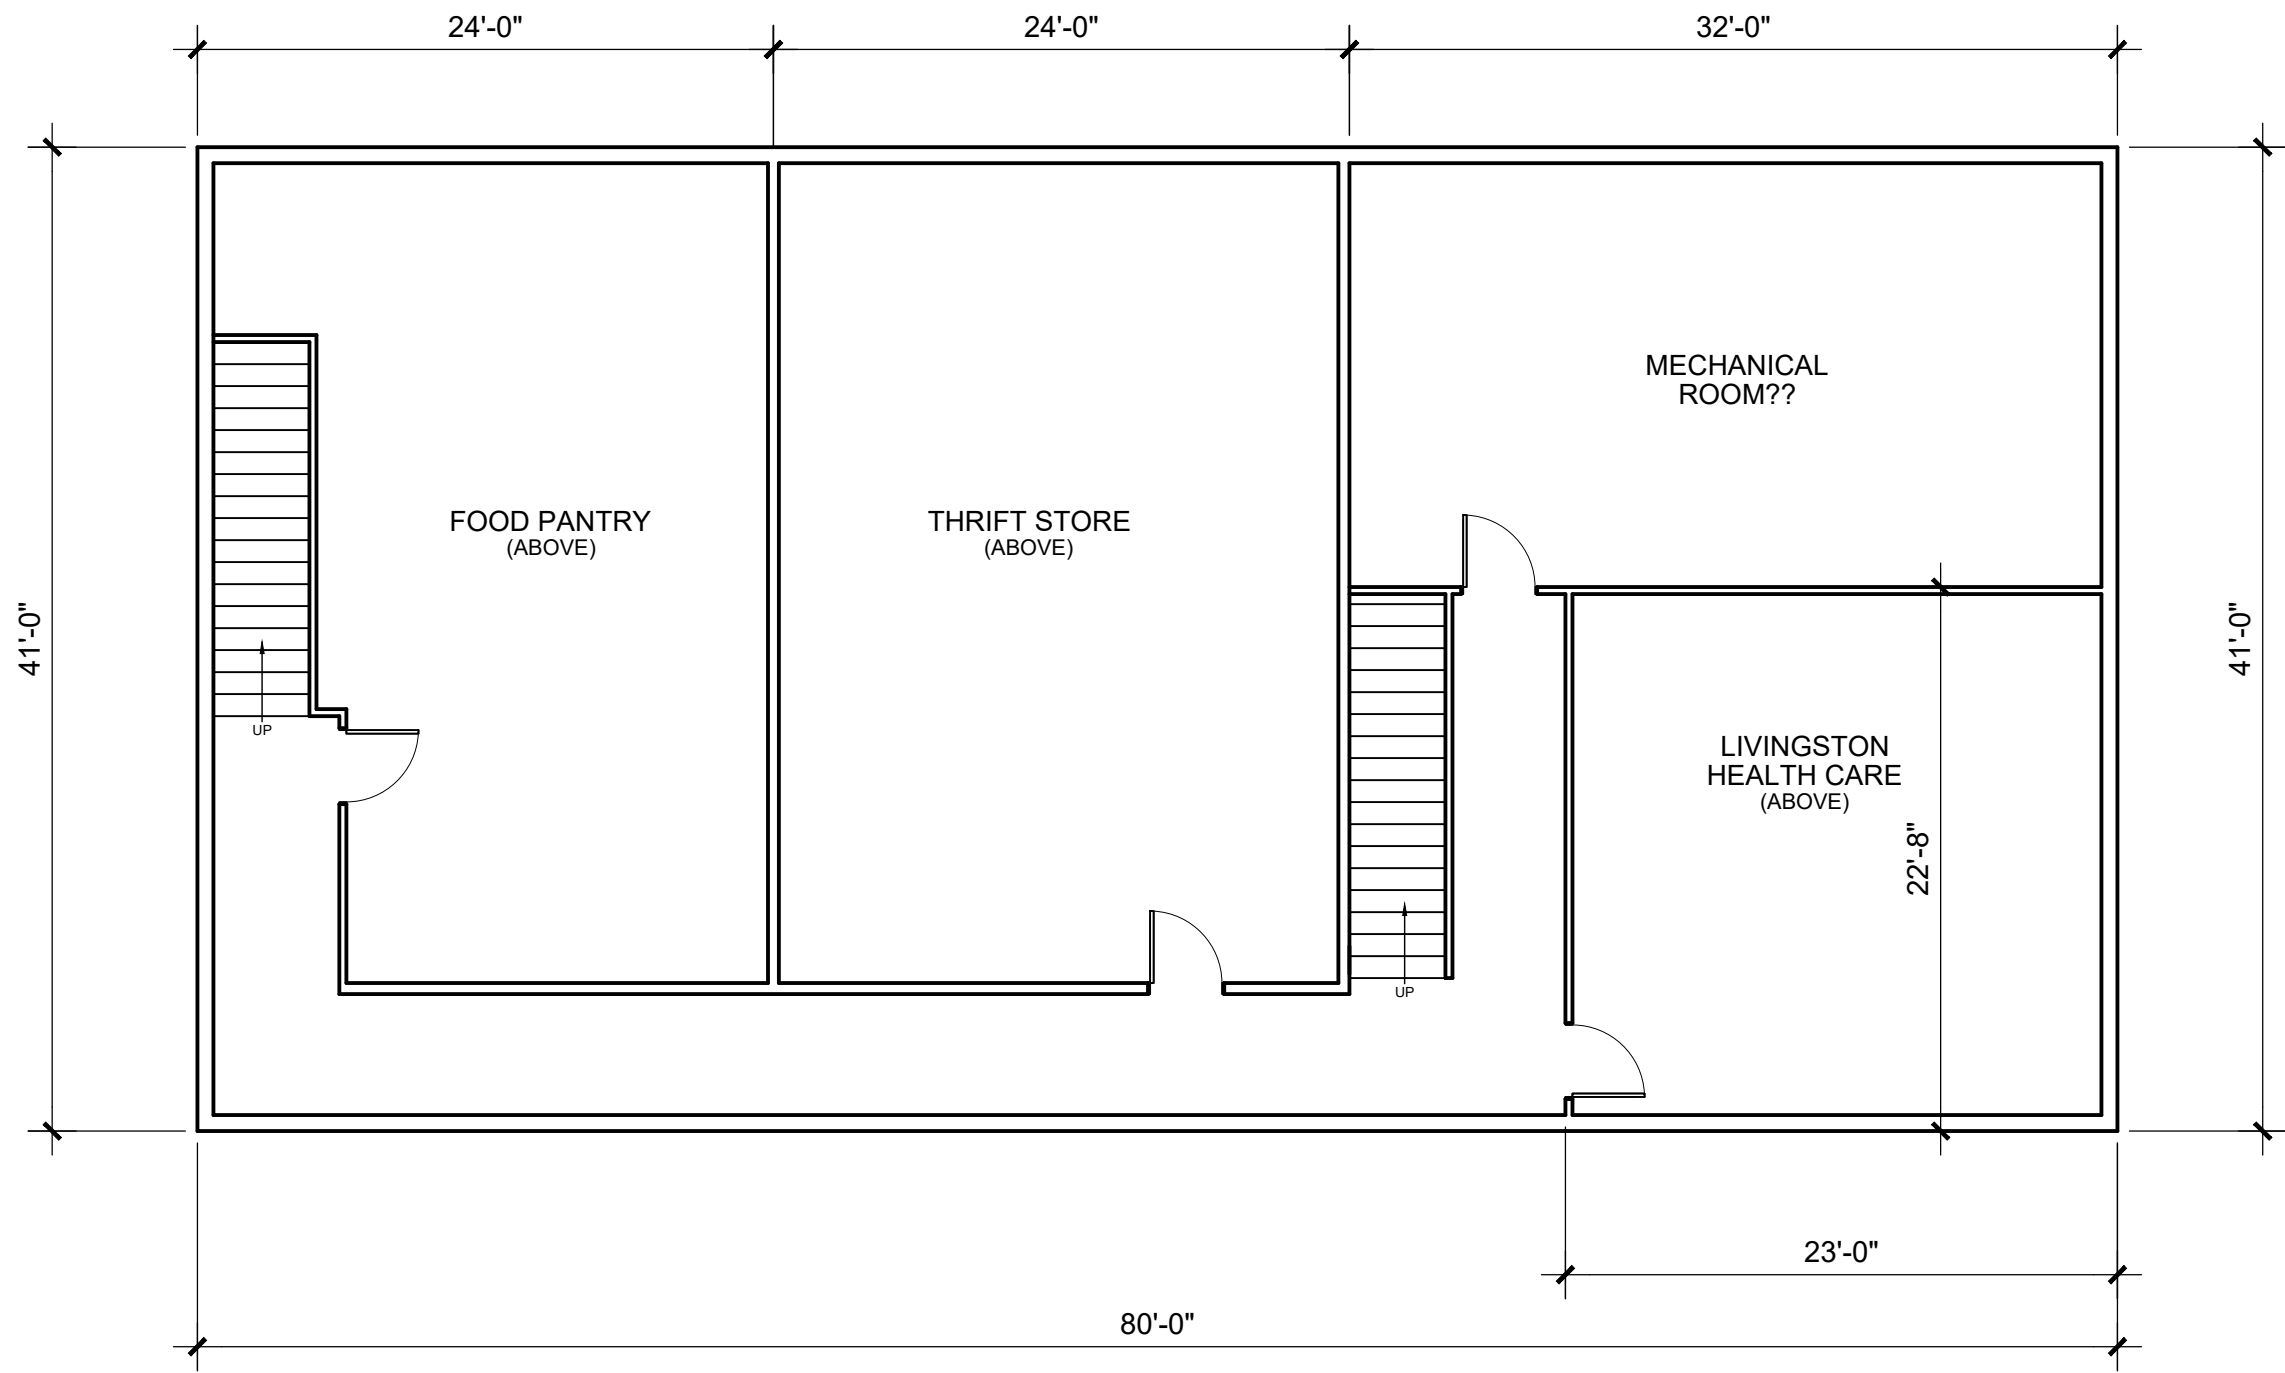 24'-0"
24'-0"
32'-0"
MECHANICAL
ROOM??
FOOD PANTRY
(ABOVE)
THRIFT STORE
(ABOVE)
41'-0"
41'-0"
UP
LIVINGSTON
HEALTH CARE
(ABOVE)
22'-8"
UP
23'-0"
80'-0"